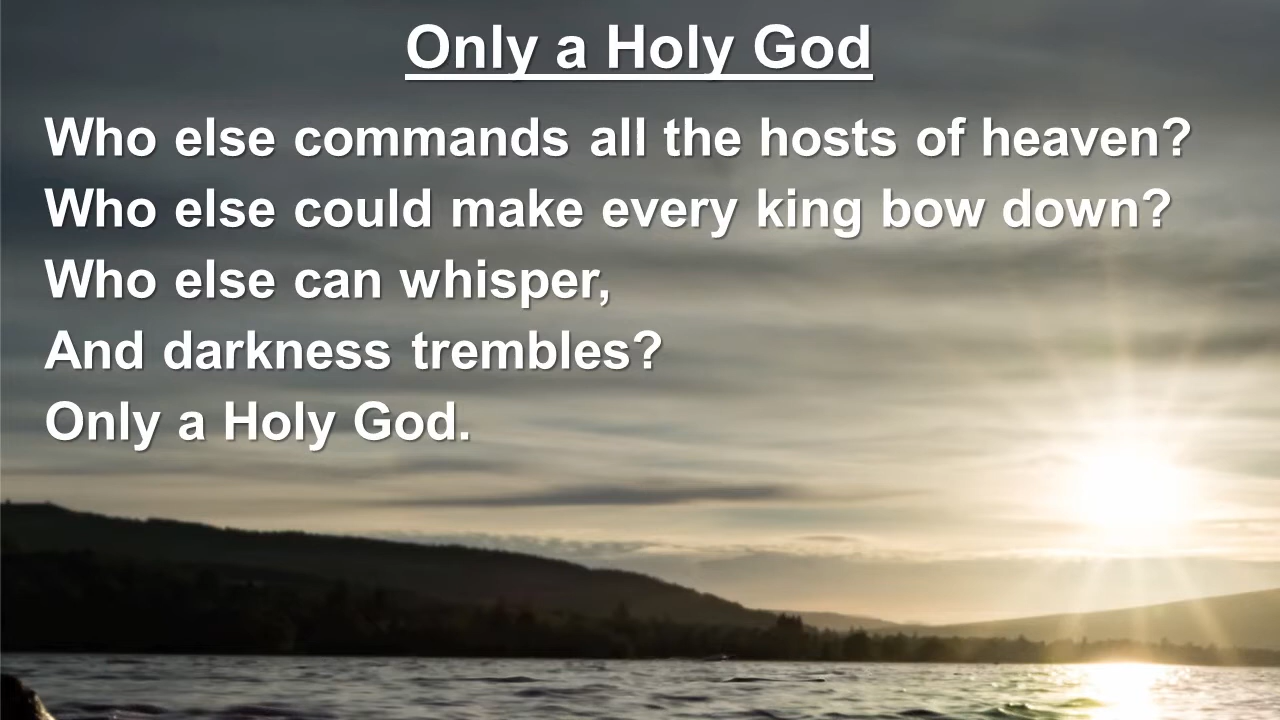 Only a Holy God
Who else commands all the hosts of heaven?
Who else could make every king bow down?
Who else can whisper,
And darkness trembles?
Only a Holy God.